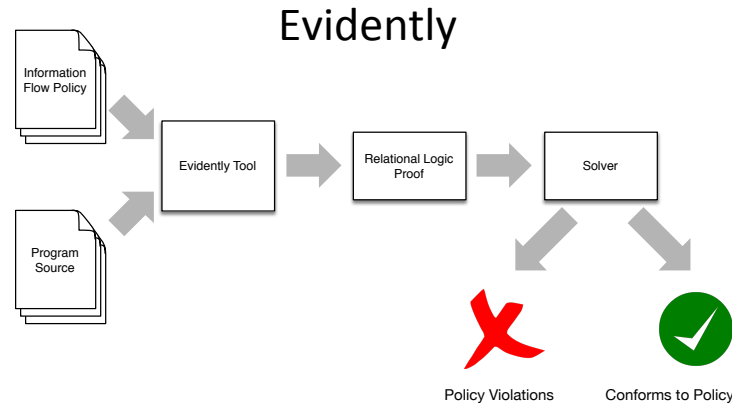 Evidently
Information
Flow Policy
Evidently Tool
Relational Logic
Proof
Solver
Program
Source
Policy Violations
Conforms to Policy